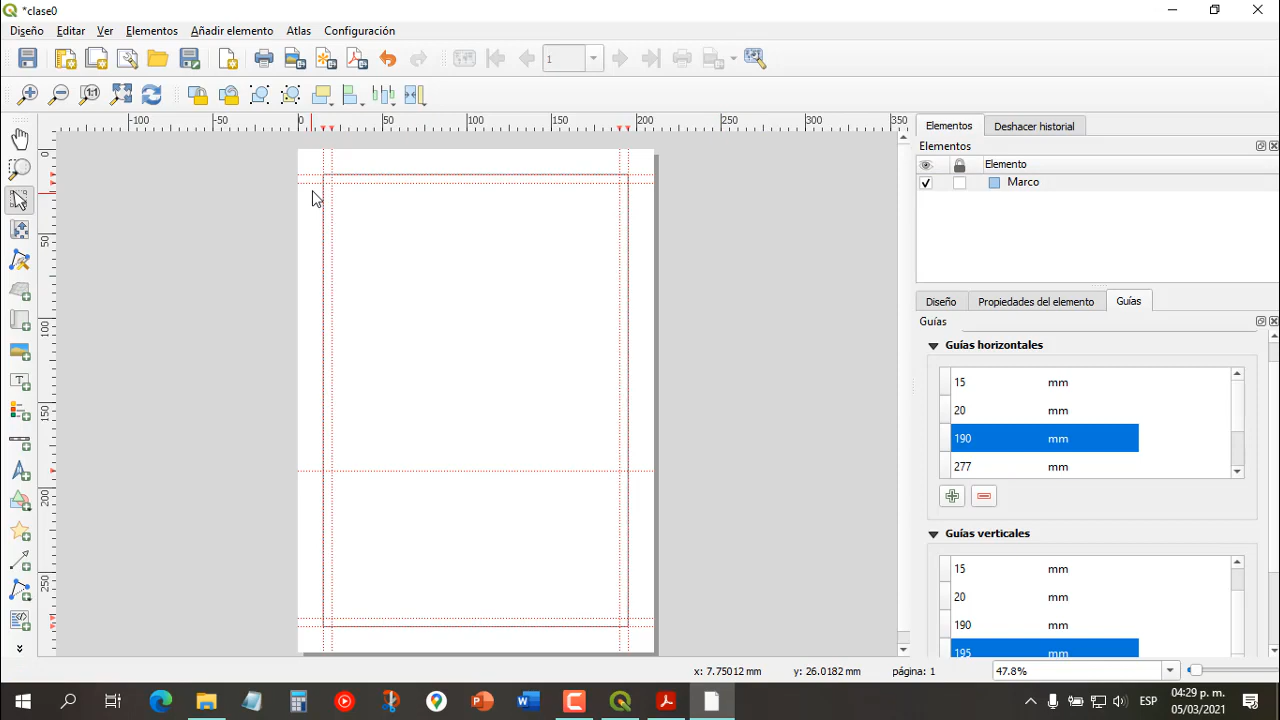 *clase0
Diseño Editar Ver Elementos Añadir elemento Atlas Configuración
1
-100 -50 0 50 100 150 200 250 300 350
0
50
100
150
200
250
Elementos Deshacer historial
Elementos
Elemento
Marco
Diseño Propiedades del elemento Guías
Guías
Guías horizontales
15 mm
20 mm
190 mm
277 mm
Guías verticales
15 mm
20 mm
190 mm
195 mm
x: 7.75012 mm y: 26.0182 mm página: 1 47.8%
ESP
04:29 p. m.
05/03/2021